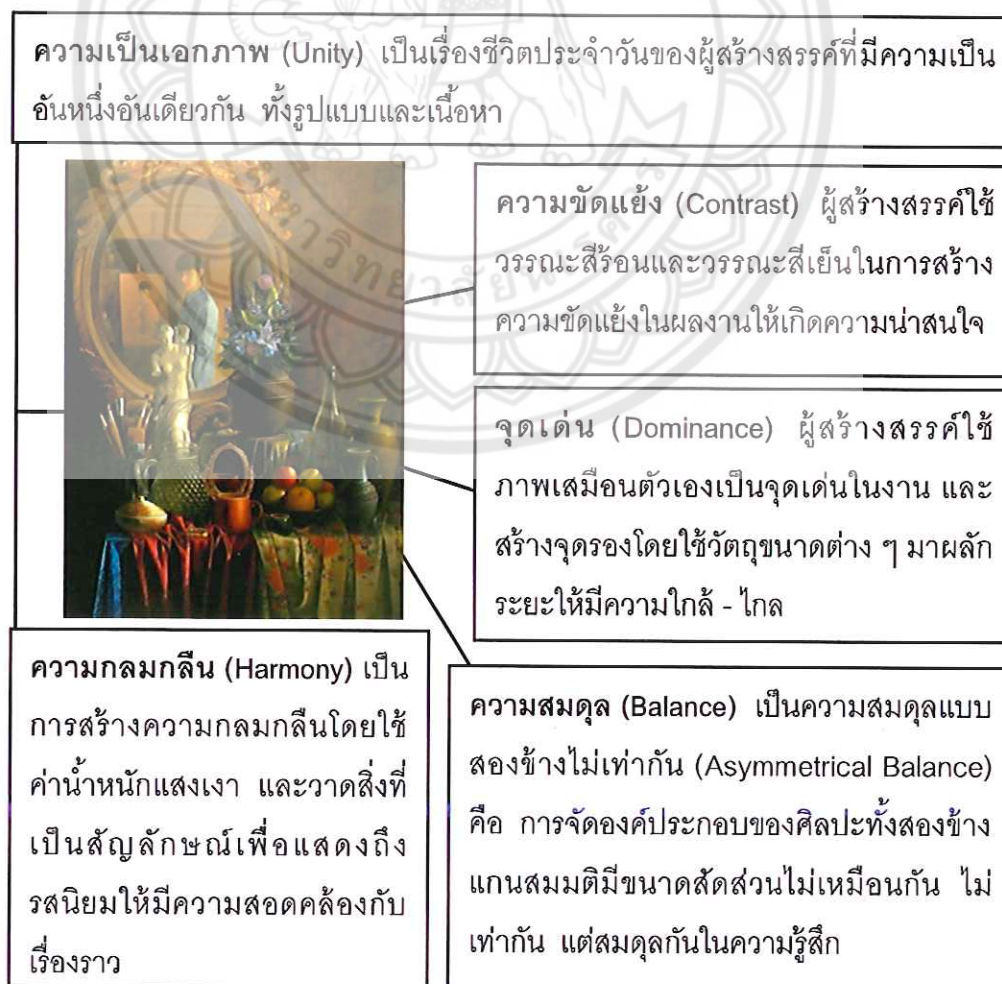 ความเป็นเอกภาพ (Unity) เป็นเรื่องชีวิตประจำวันของผู้สร้างสรรค์ที่มีความเป็น
อันหนึ่งอันเดียวกัน ทั้งรูปแบบและเนื้อหา
ความขัดแย้ง (Contrast) ผู้สร้างสรรค์ใช้
วรรณะสีร้อนและวรรณะสีเย็นในการสร้าง
ความขัดแย้งในผลงานให้เกิดความน่าสนใจ
จุดเด่น (Dominance) ผู้สร้างสรรค์ใช้
ภาพเสมือนตัวเองเป็นจุดเด่นในงาน และ
สร้างจุดรองโดยใช้วัตถุขนาดต่าง ๆ มาผลัก
ระยะให้มีความใกล้ - ไกล
ความกลมกลืน (Harmony) เป็น
การสร้างความกลมกลืนโดยใช้
ค่าน้ำหนักแสงเงา และวาดสิ่งที่
เป็นสัญลักษณ์เพื่อแสดงถึง
รสนิยมให้มีความสอดคล้องกับ
เรื่องราว
ความสมดุล (Balance) เป็นความสมดุลแบบ
สองข้างไม่เท่ากัน (Asymmetrical Balance)
คือ การจัดองค์ประกอบของศิลปะทั้งสองข้าง
แกนสมมติมีขนาดสัดส่วนไม่เหมือนกัน ไม่
เท่ากัน แต่สมดุลกันในความรู้สึก